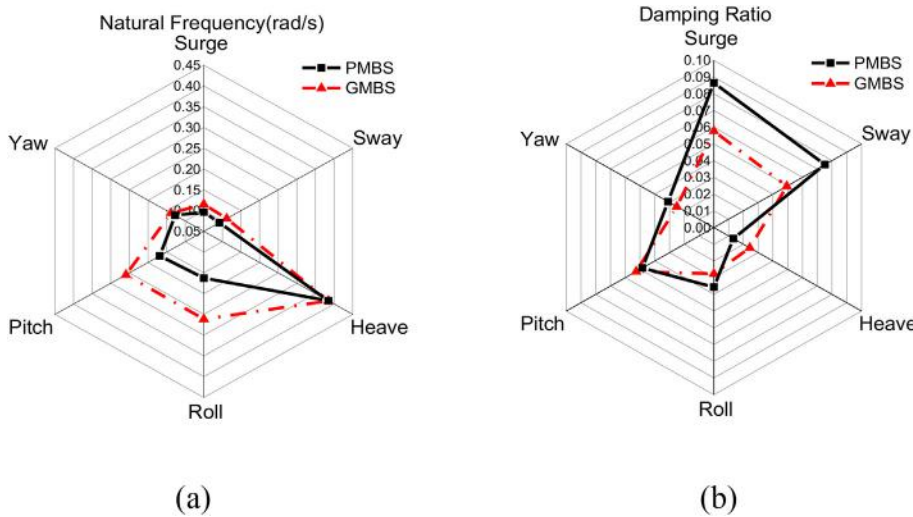 Natural Frequency(rad/s)
Surge
0.45
0.40
0.35
0.30
0.25
0.20
0.15
0.10
0.05
PMBS
GMBS
Yaw
Sway
Pitch
Heave
Roll
(a)
Damping Ratio
Surge
0.10
0.09
0.08
0.07
0.06
0.05
0.04
0.03
0.02
0.01
0.00
PMBS
GMBS
Yaw
Sway
Pitch
Heave
Roll
(b)